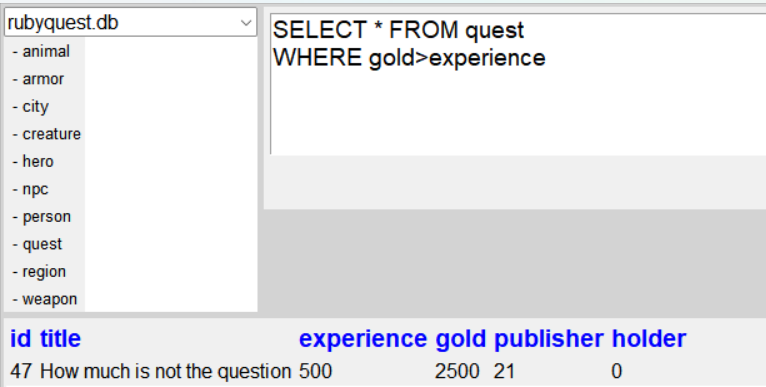 rubyquest.db
- animal
- armor
- city
- creature
- hero
- npc
- person
- quest
- region
- weapon
SELECT * FROM quest
WHERE gold>experience
id title experience gold publisher holder
47 How much is not the question 500 2500 21 0